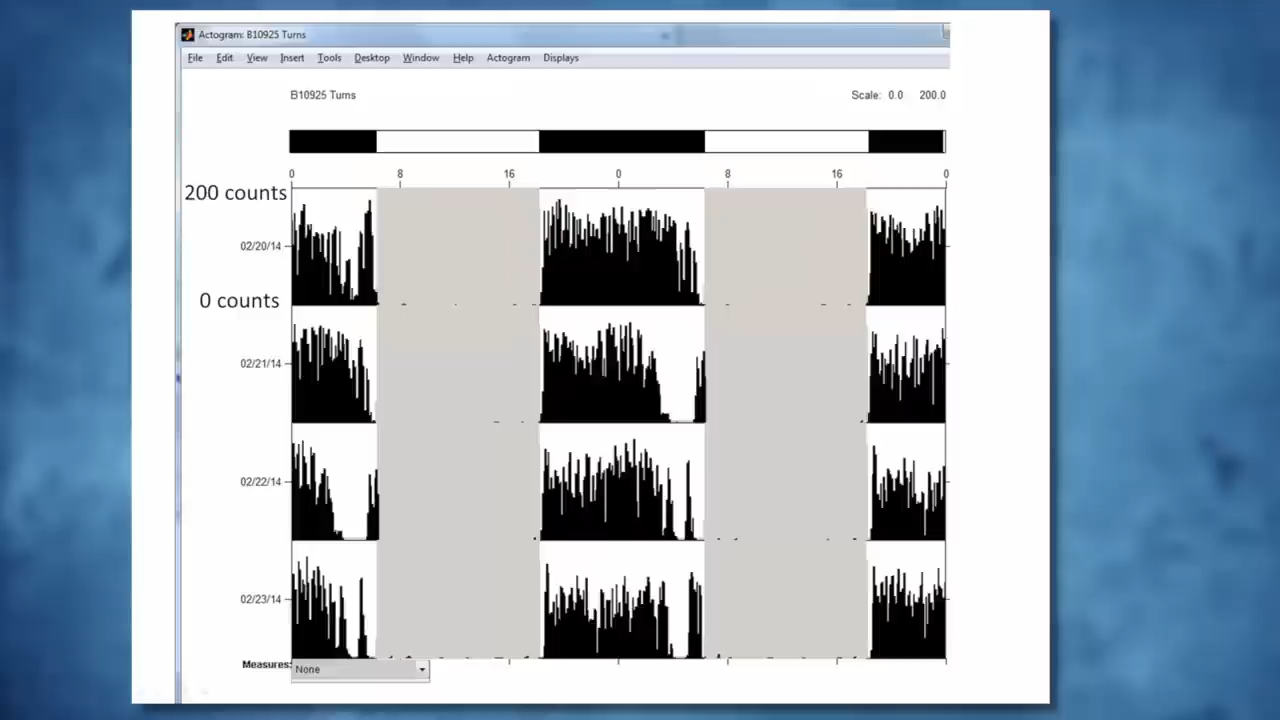 Actogram: B10925 Turns
File Edit View Insert Tools Desktop Window Help Actogram Displays
B10925 Turns Scale: 0.0 200.0
0 8 16 0 8 16 0
200 counts
02/20/14
0 counts
02/21/14
02/22/14
02/23/14
Measures: None